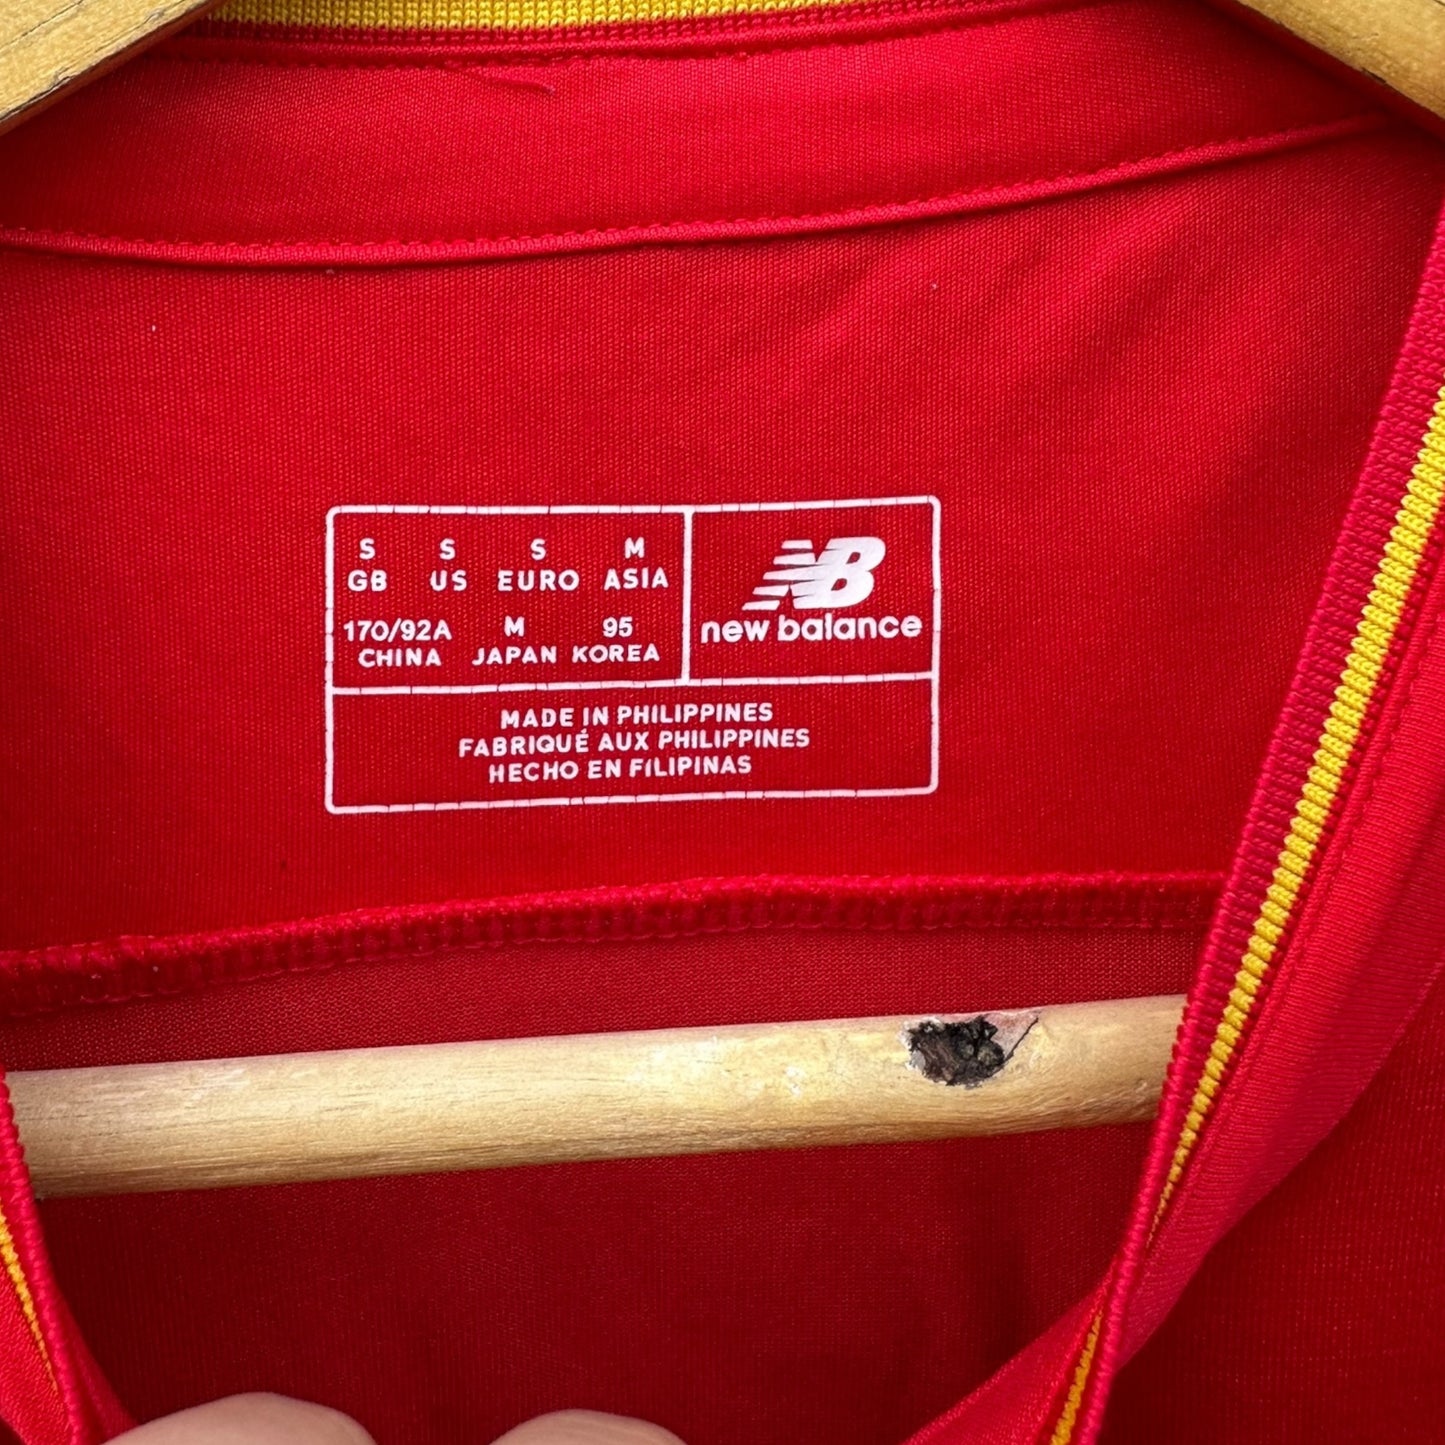 S S S M
GB US EURO ASIA
170/92A M 95
CHINA JAPAN KOREA
NB
new balance
MADE IN PHILIPPINES
FABRIQUÉ AUX PHILIPPINES
HECHO EN FILIPINAS